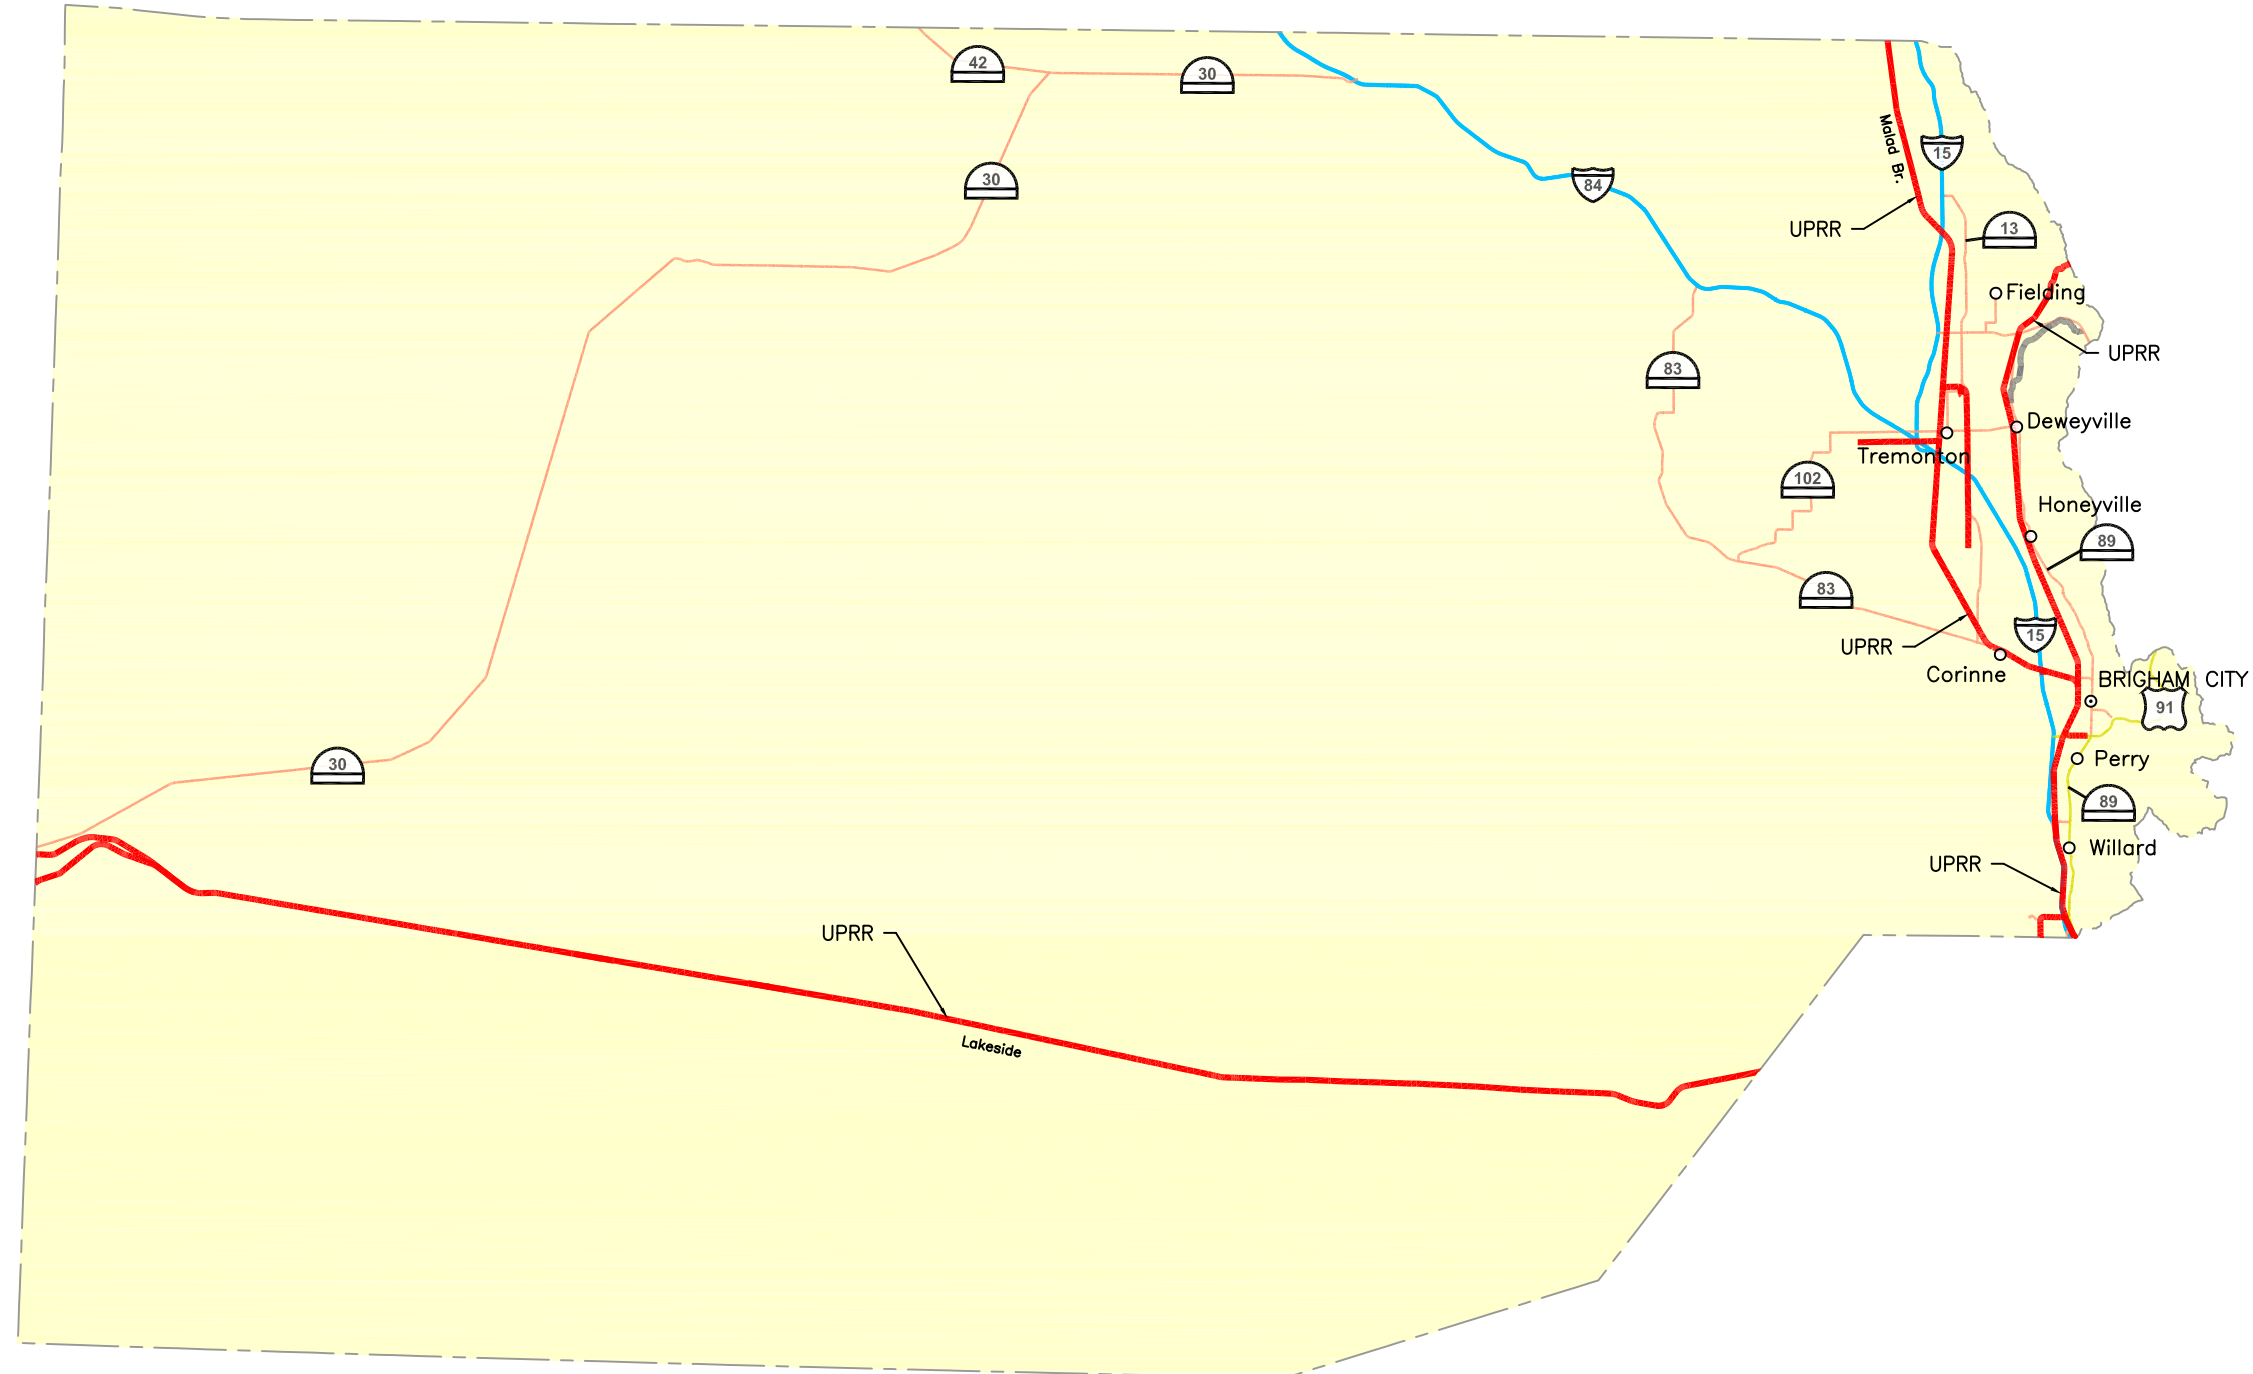 42
30
15
Malad Br.
30
84
UPRR
13
Fielding
UPRR
83
Deweyville
Tremonton
102
Honeyville
89
83
15
UPRR
Corinne
BRIGHAM CITY
91
30
Perry
89
Willard
UPRR
UPRR
Lakeside